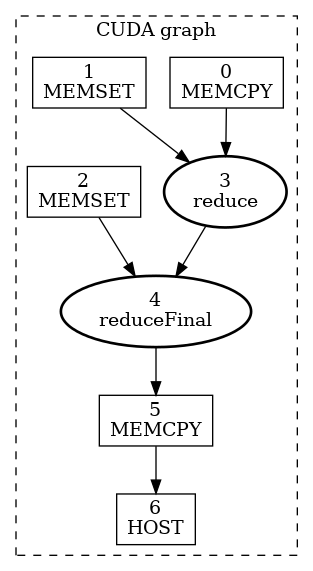 CUDA graph
1
MEMSET
0
MEMCPY
2
MEMSET
3
reduce
4
reduceFinal
5
MEMCPY
6
HOST